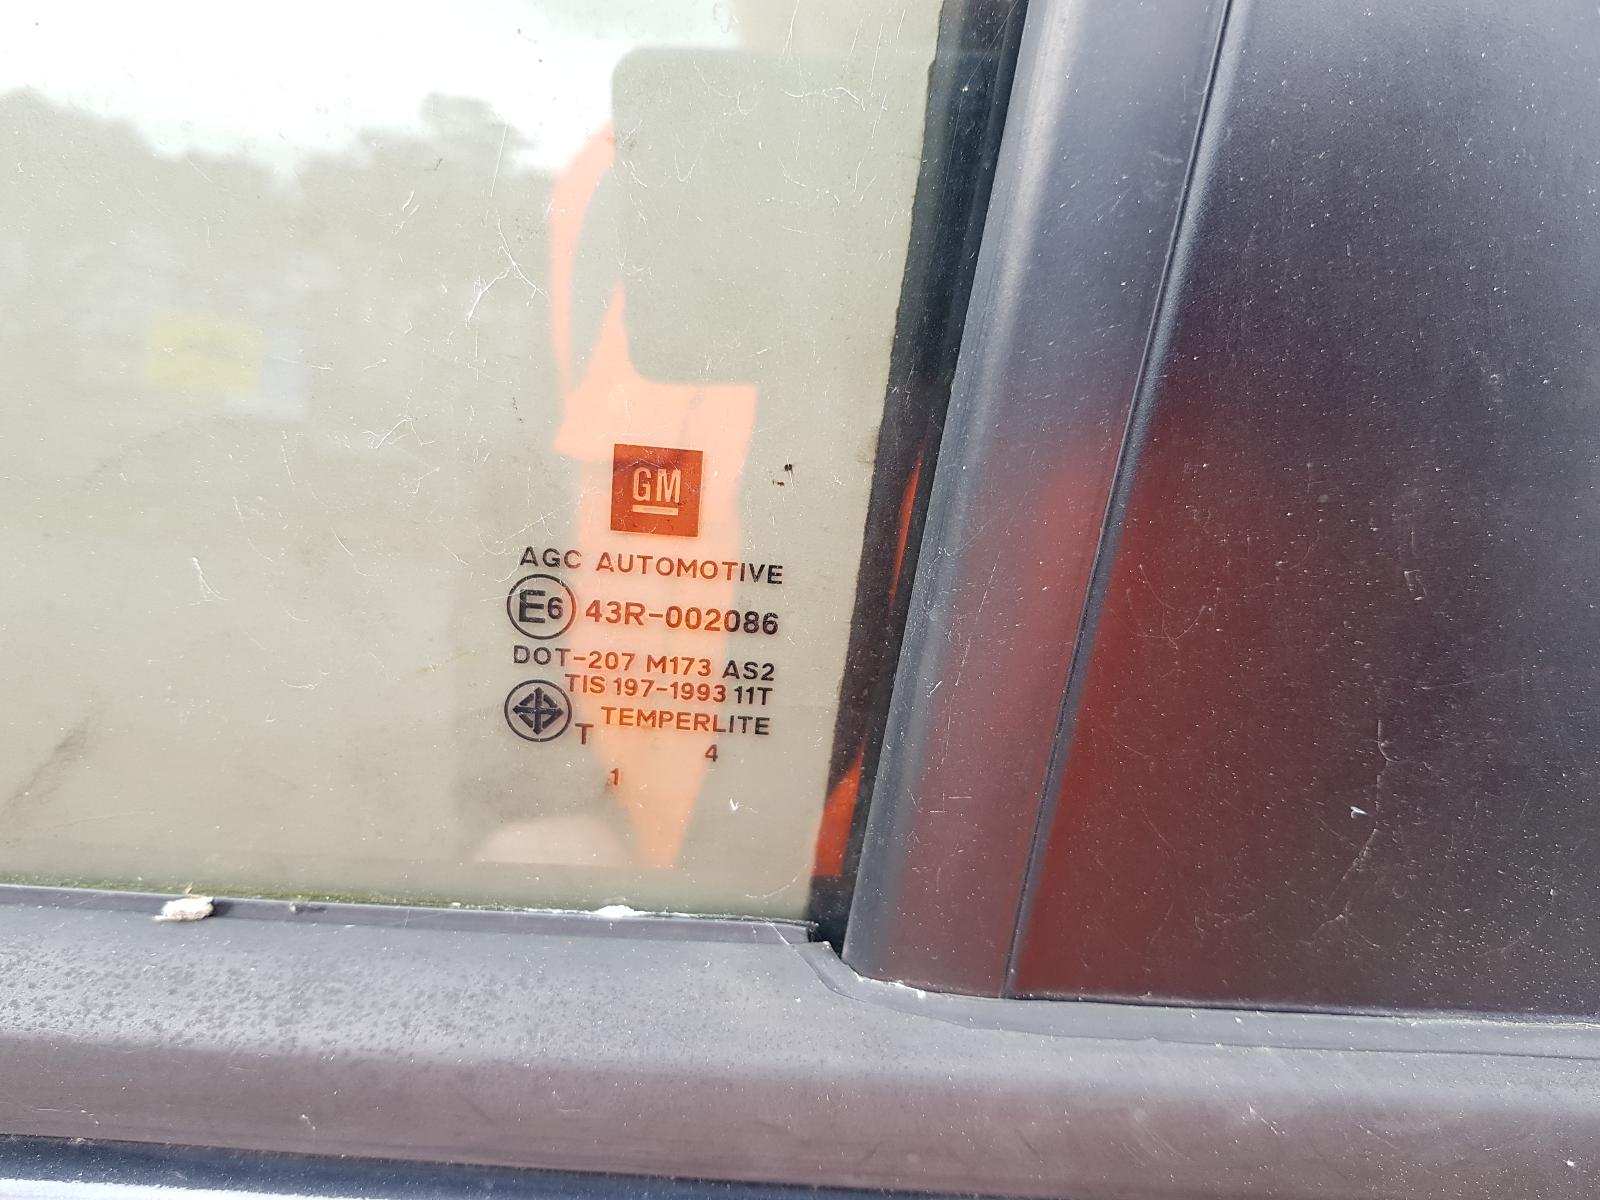 GM
AGC AUTOMOTIVE
E6 43R-002086
DOT-207 M173 AS2
TIS 197-1993 11T
TEMPERLITE
T 4
1